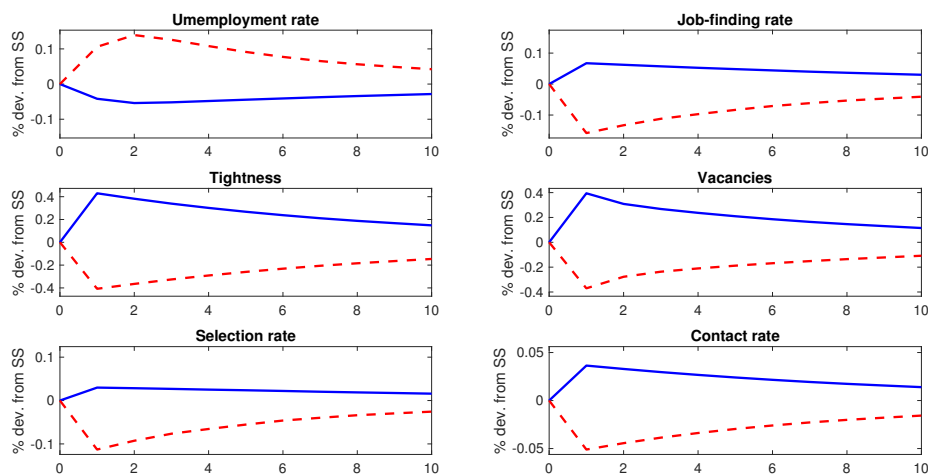 Umemployment rate
% dev. from SS
0.1
0
-0.1
0 2 4 6 8 10
Job-finding rate
% dev. from SS
0.1
0
-0.1
0 2 4 6 8 10
Tightness
% dev. from SS
0.4
0.2
0
-0.2
-0.4
0 2 4 6 8 10
Vacancies
% dev. from SS
0.4
0.2
0
-0.2
-0.4
0 2 4 6 8 10
Selection rate
% dev. from SS
0.1
0
-0.1
0 2 4 6 8 10
Contact rate
% dev. from SS
0.05
0
-0.05
0 2 4 6 8 10